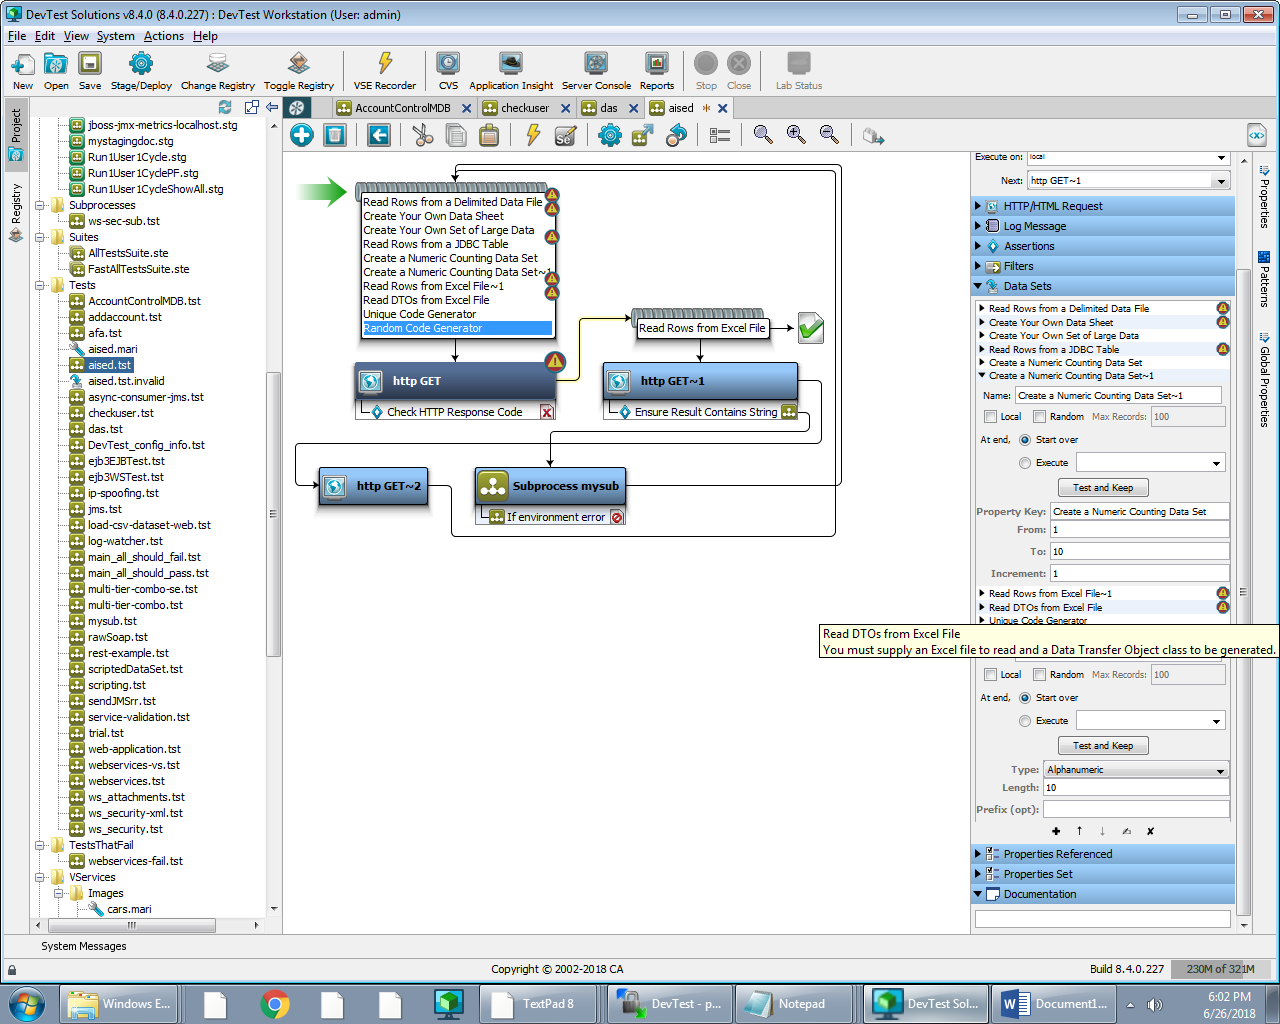 DevTest Solutions v8.4.0 (8.4.0.227) : DevTest Workstation (User: admin)
File Edit View System Actions Help
New Open Save Stage/Deploy Change Registry Toggle Registry VSE Recorder CVS Application Insight Server Console Reports Stop Close Lab Status
Project
Registry
jboss-jmx-metrics-localhost.stg
mystagingdoc.stg
Run1User1Cycle.stg
Run1User1CyclePF.stg
Run1User1CycleShowAll.stg
Subprocesses
ws-sec-sub.tst
Suites
AllTestsSuite.ste
FastAllTestsSuite.ste
Tests
AccountControlMDB.tst
addaccount.tst
afa.tst
aised.mari
aised.tst
aised.tst.invalid
async-consumer-jms.tst
checkuser.tst
das.tst
DevTest_config_info.tst
ejb3EJBTest.tst
ejb3WSTest.tst
ip-spoofing.tst
jms.tst
load-csv-dataset-web.tst
log-watcher.tst
main_all_should_fail.tst
main_all_should_pass.tst
multi-tier-combo-se.tst
multi-tier-combo.tst
mysub.tst
rawSoap.tst
rest-example.tst
scriptedDataSet.tst
scripting.tst
sendJMSrr.tst
service-validation.tst
trial.tst
web-application.tst
webservices-vs.tst
webservices.tst
ws_attachments.tst
ws_security-xml.tst
ws_security.tst
TestsThatFail
webservices-fail.tst
VServices
Images
cars.mari
AccountControlMDB checkuser das aised
Read Rows from a Delimited Data File
Create Your Own Data Sheet
Create Your Own Set of Large Data
Read Rows from a JDBC Table
Create a Numeric Counting Data Set
Create a Numeric Counting Data Set~1
Read Rows from Excel File~1
Read DTOs from Excel File
Unique Code Generator
Random Code Generator
http GET
Check HTTP Response Code
Read Rows from Excel File
http GET~1
Ensure Result Contains String
http GET~2
Subprocess mysub
If environment error
Execute on: local
Next: http GET~1
HTTP/HTML Request
Log Message
Assertions
Filters
Data Sets
Read Rows from a Delimited Data File
Create Your Own Data Sheet
Create Your Own Set of Large Data
Read Rows from a JDBC Table
Create a Numeric Counting Data Set
Create a Numeric Counting Data Set~1
Name: Create a Numeric Counting Data Set~1
Local Random Max Records: 100
At end, Start over
Execute
Test and Keep
Property Key: Create a Numeric Counting Data Set
From: 1
To: 10
Increment: 1
Read Rows from Excel File~1
Read DTOs from Excel File
Unique Code Generator
Read DTOs from Excel File
You must supply an Excel file to read and a Data Transfer Object class to be generated.
Local Random Max Records: 100
At end, Start over
Execute
Test and Keep
Type: Alphanumeric
Length: 10
Prefix (opt):
Properties Referenced
Properties Set
Documentation
Properties
Patterns
Global Properties
System Messages
Copyright © 2002-2018 CA
Build 8.4.0.227 230M of 321M
Windows E... TextPad 8 DevTest - p... Notepad DevTest Sol... Document1...
6:02 PM
6/26/2018